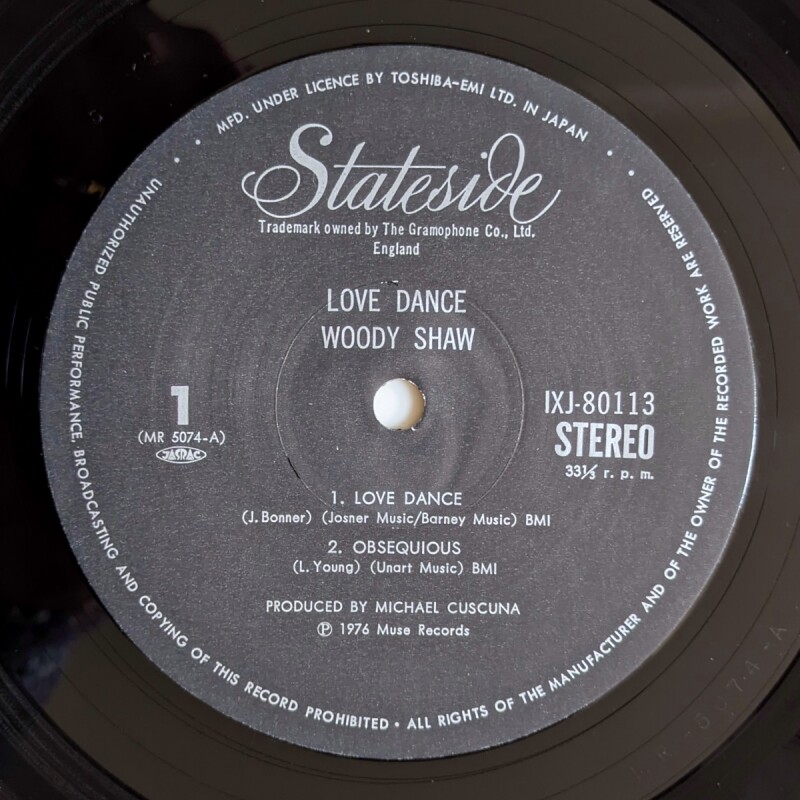 MFD. UNDER LICENCE BY TOSHIBA-EMI LTD. IN JAPAN
Stateside
Trademark owned by The Gramophone Co., Ltd.
England
LOVE DANCE
WOODY SHAW
1
(MR 5074-A)
JASRAC
IXJ-80113
STEREO
33⅓ r. p. m.
1. LOVE DANCE
(J. Bonner) (Josner Music/Barney Music) BMI
2. OBSEQUIOUS
(L. Young) (Unart Music) BMI
PRODUCED BY MICHAEL CUSCUNA
Ⓟ 1976 Muse Records
UNAUTHORIZED PUBLIC PERFORMANCE, BROADCASTING AND COPYING OF THIS RECORD PROHIBITED • ALL RIGHTS OF THE MANUFACTURER AND OF THE OWNER OF THE RECORDED WORK ARE RESERVED